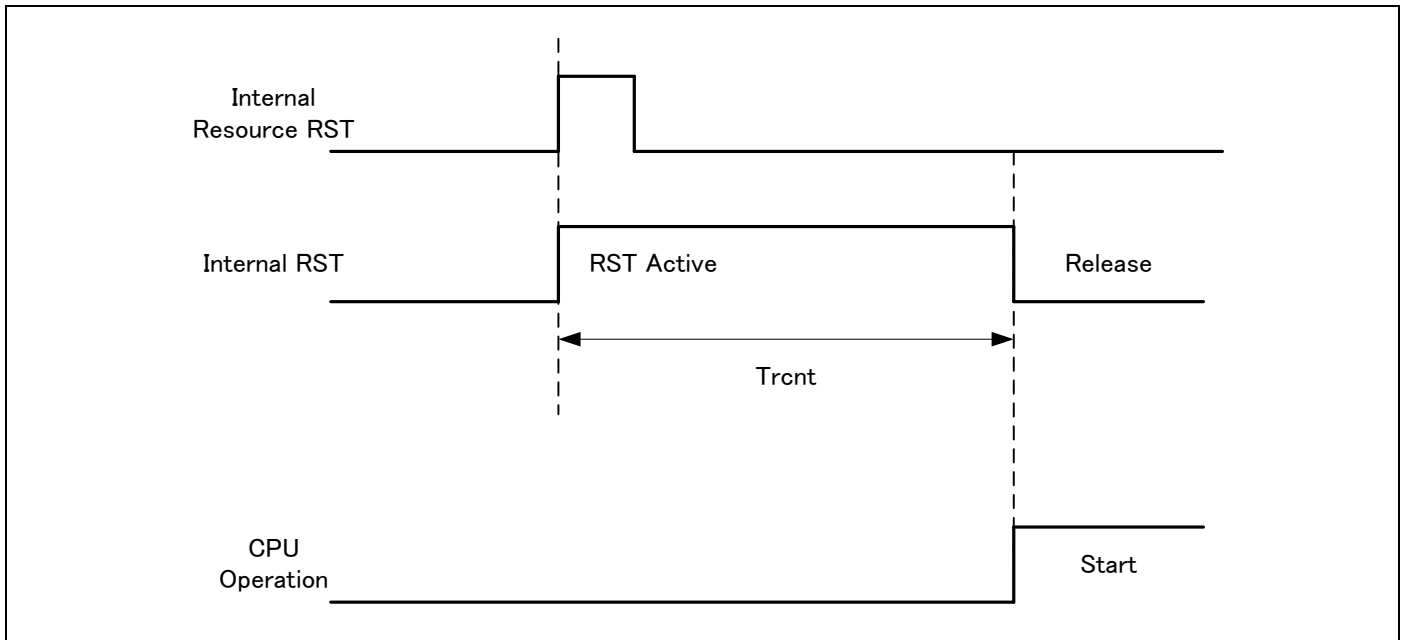 Internal
Resource RST
Internal RST
RST Active
Release
Trcnt
CPU
Operation
Start